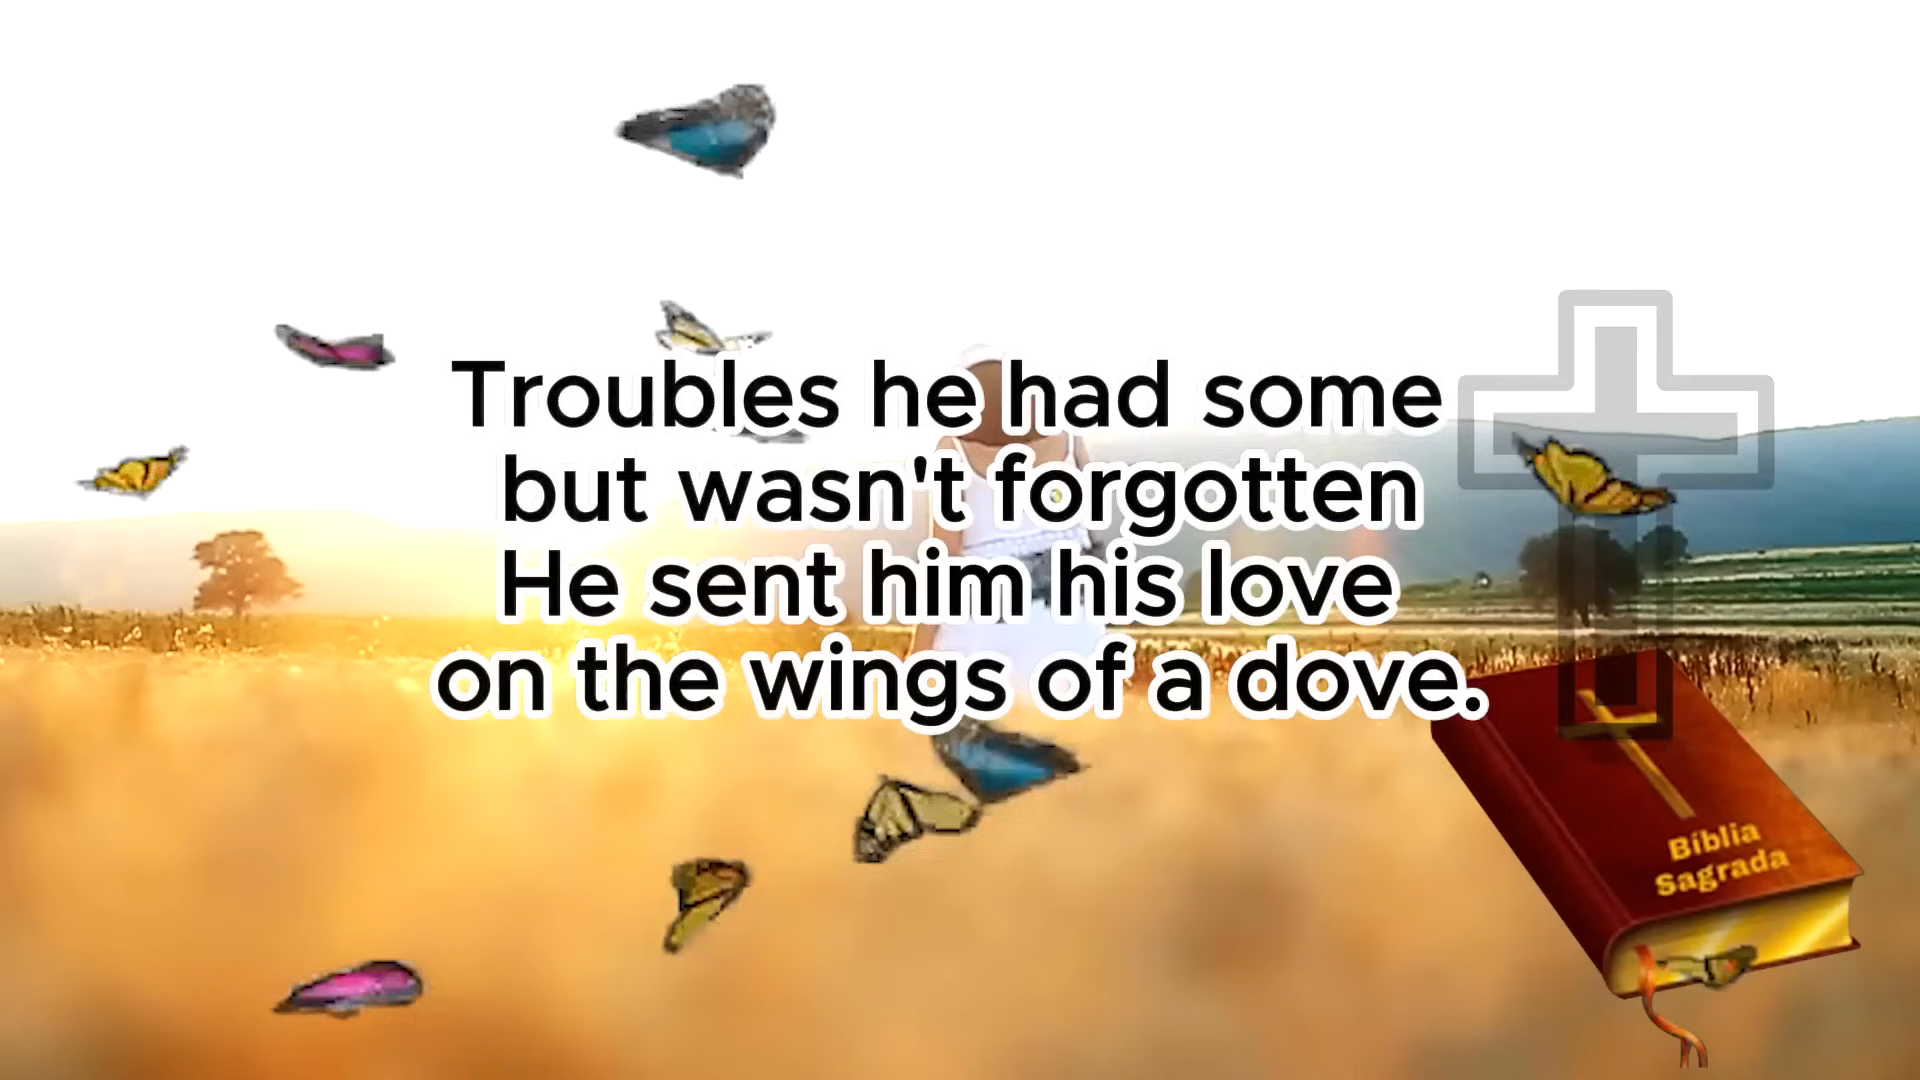 Troubles he had some
but wasn't forgotten
He sent him his love
on the wings of a dove.
Bíblia
Sagrada